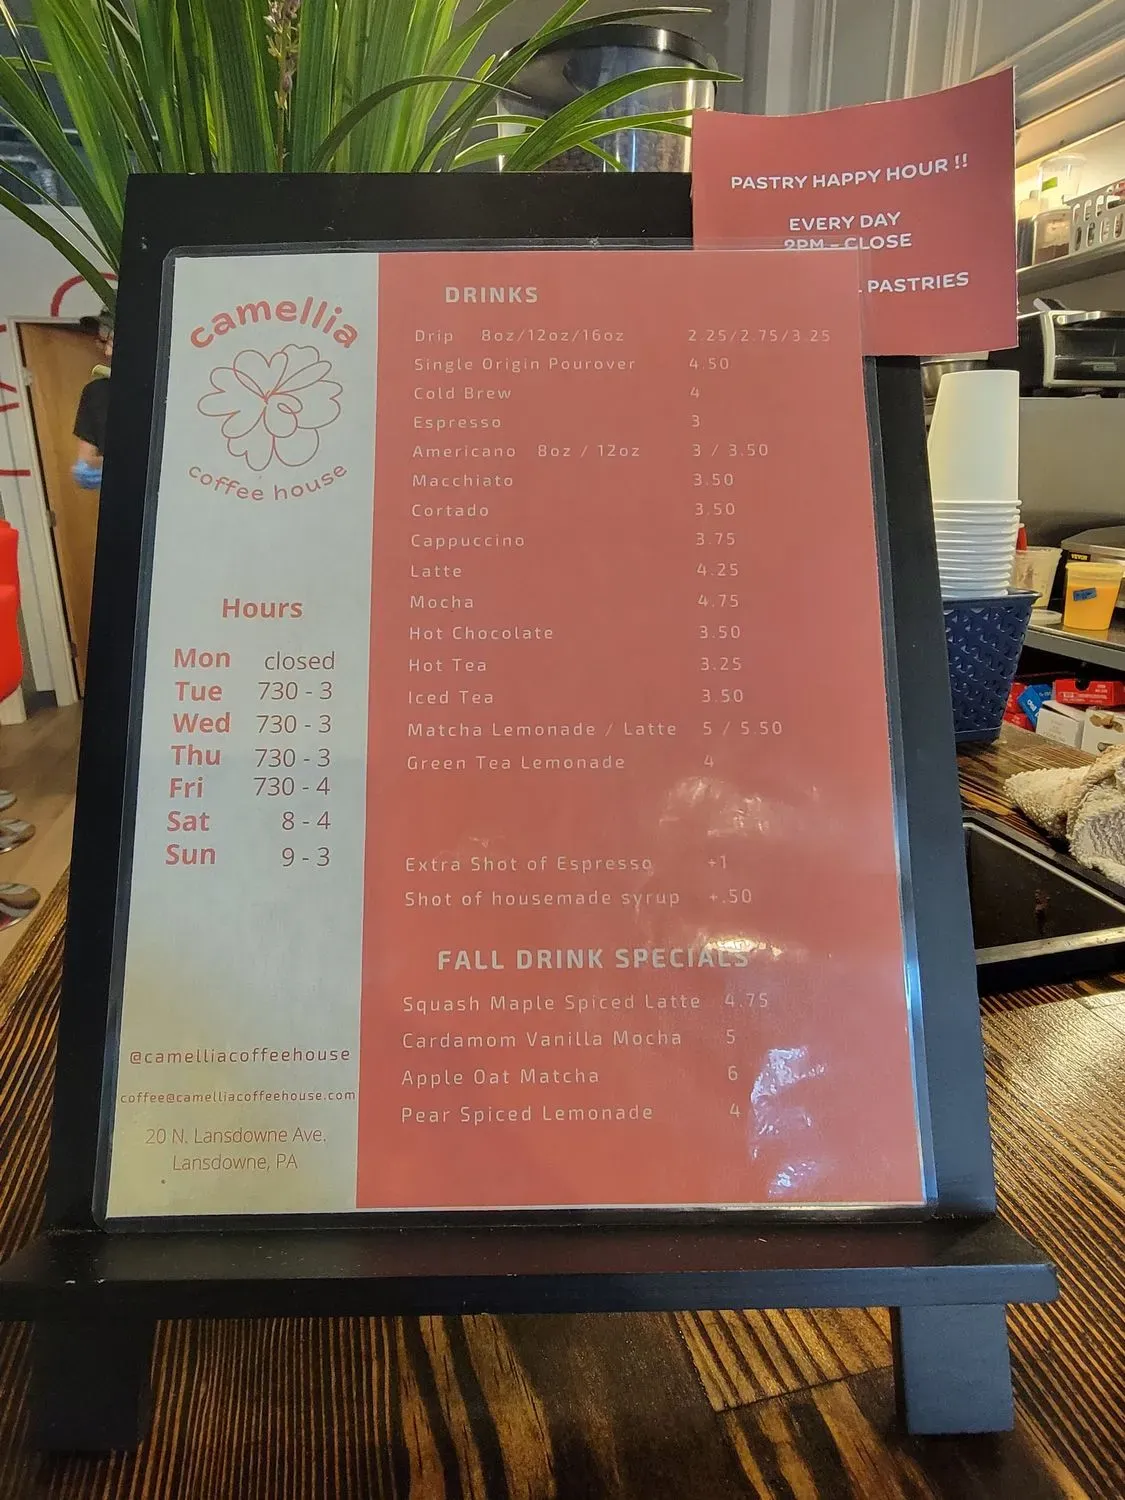 PASTRY HAPPY HOUR !!
EVERY DAY
2PM - CLOSE
PASTRIES
camellia
coffee house
Hours
Mon closed
Tue 730 - 3
Wed 730 - 3
Thu 730 - 3
Fri 730 - 4
Sat 8 - 4
Sun 9 - 3
@camelliacoffeehouse
coffee@camelliacoffeehouse.com
20 N. Lansdowne Ave.
Lansdowne, PA
DRINKS
Drip 8oz/12oz/16oz 2.25/2.75/3.25
Single Origin Pourover 4.50
Cold Brew 4
Espresso 3
Americano 8oz / 12oz 3 / 3.50
Macchiato 3.50
Cortado 3.50
Cappuccino 3.75
Latte 4.25
Mocha 4.75
Hot Chocolate 3.50
Hot Tea 3.25
Iced Tea 3.50
Matcha Lemonade / Latte 5 / 5.50
Green Tea Lemonade 4
Extra Shot of Espresso +1
Shot of housemade syrup +.50
FALL DRINK SPECIALS
Squash Maple Spiced Latte 4.75
Cardamom Vanilla Mocha 5
Apple Oat Matcha 6
Pear Spiced Lemonade 4